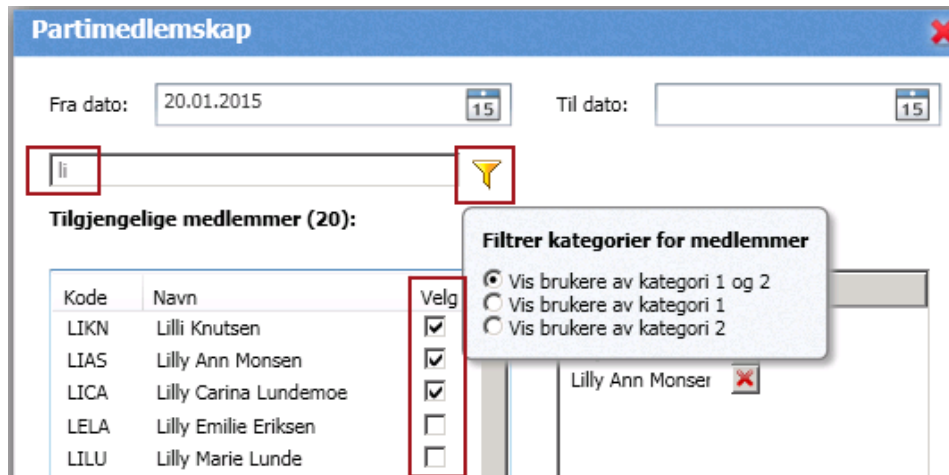 Partimedlemskap
Fra dato: 20.01.2015 15 Til dato: 15
li
Tilgjengelige medlemmer (20):
Filtrer kategorier for medlemmer
Vis brukere av kategori 1 og 2
Vis brukere av kategori 1
Vis brukere av kategori 2
Kode Navn Velg
LIKN Lilli Knutsen
LIAS Lilly Ann Monsen
LICA Lilly Carina Lundemoe
LELA Lilly Emilie Eriksen
LILU Lilly Marie Lunde
Lilly Ann Monser